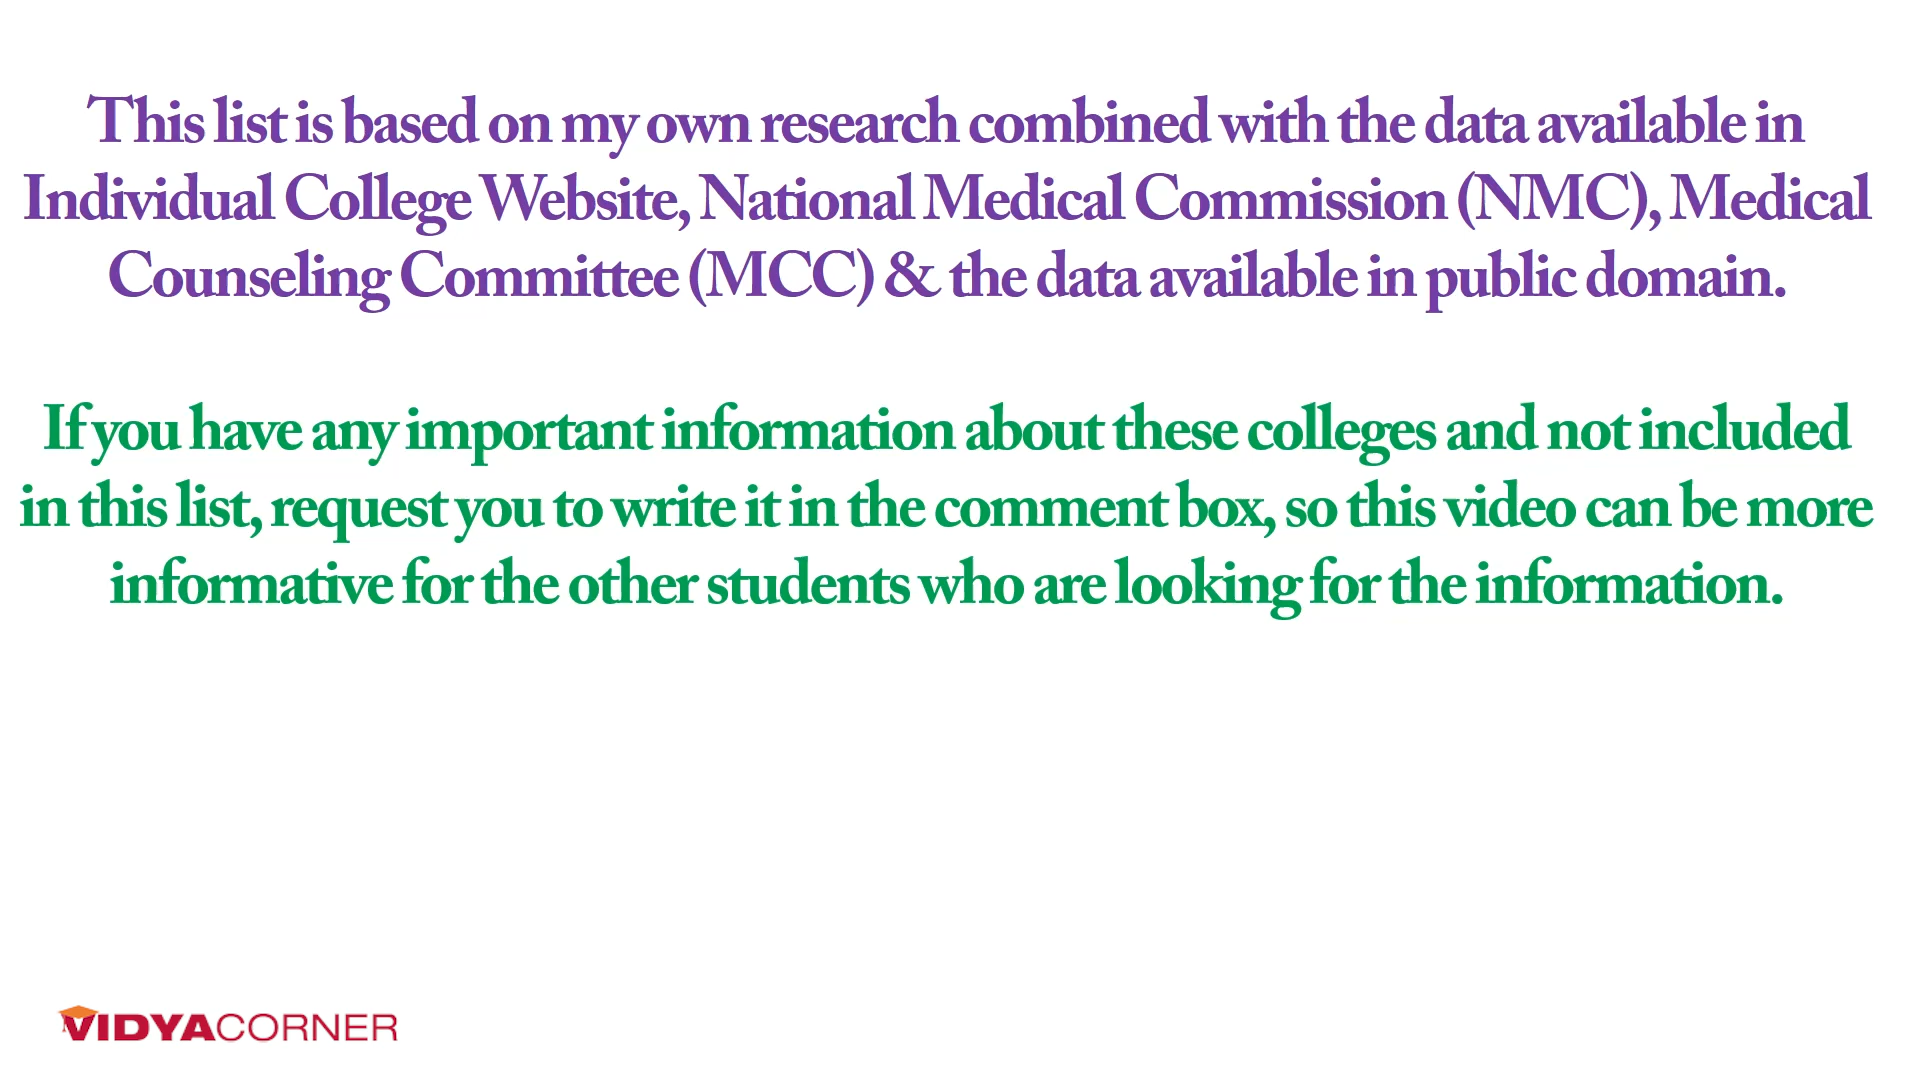 This list is based on my own research combined with the data available in
Individual College Website, National Medical Commission (NMC), Medical
Counseling Committee (MCC) & the data available in public domain.
If you have any important information about these colleges and not included
in this list, request you to write it in the comment box, so this video can be more
informative for the other students who are looking for the information.
VIDYACORNER